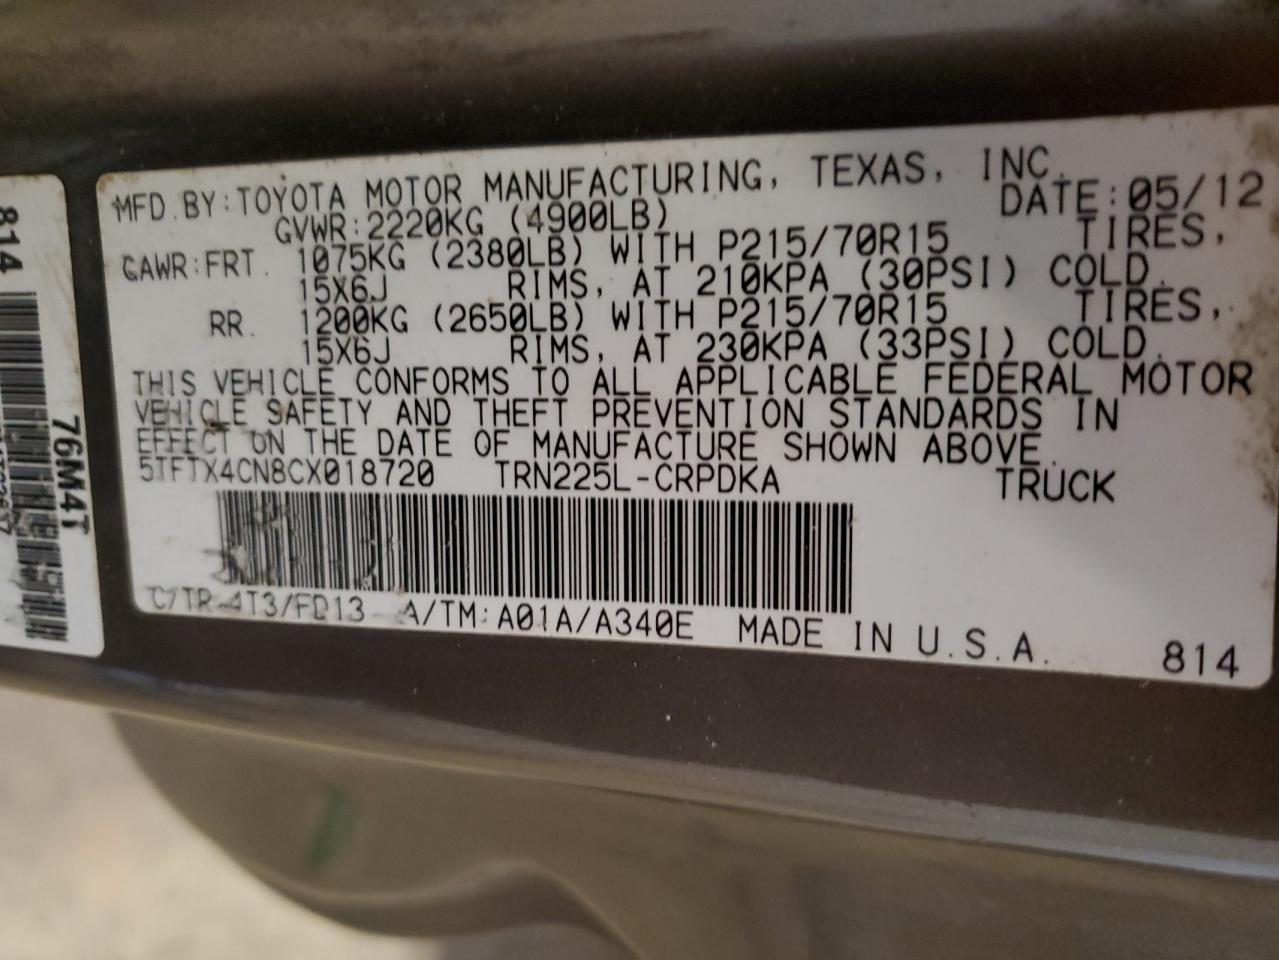 MFD. BY: TOYOTA MOTOR MANUFACTURING, TEXAS, INC.
DATE: 05/12
GVWR: 2220KG (4900LB)
GAWR: FRT. 1075KG (2380LB) WITH P215/70R15 TIRES,
15X6J RIMS, AT 210KPA (30PSI) COLD.
RR. 1200KG (2650LB) WITH P215/70R15 TIRES,
15X6J RIMS, AT 230KPA (33PSI) COLD.
THIS VEHICLE CONFORMS TO ALL APPLICABLE FEDERAL MOTOR
VEHICLE SAFETY AND THEFT PREVENTION STANDARDS IN
EFFECT ON THE DATE OF MANUFACTURE SHOWN ABOVE.
5TFTX4CN8CX018720 TRN225L-CRPDKA TRUCK
C/TR: 4T3/FD13 A/TM: A01A/A340E MADE IN U.S.A.
814
814
76M4T